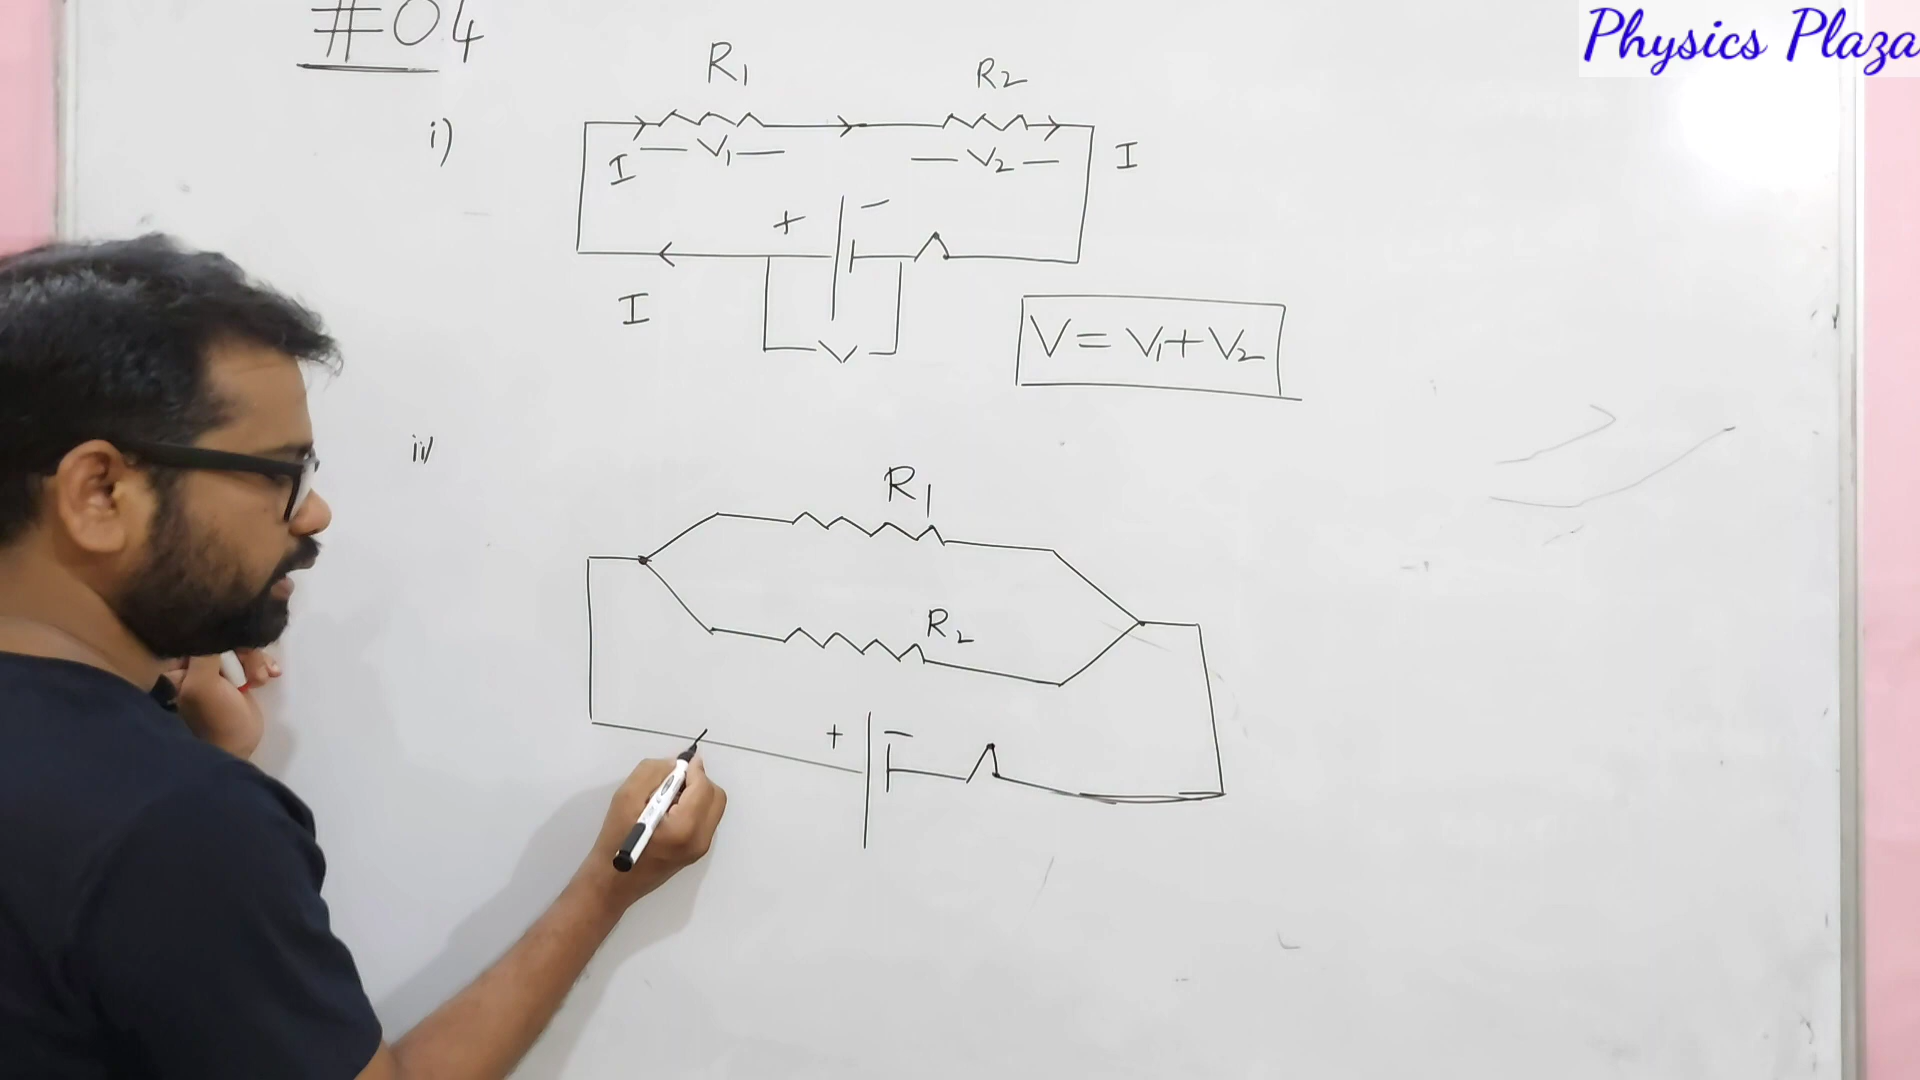 #04
Physics Plaza
R1 R2
i)
V1 V2
I I
+ -
I
V
V = V1 + V2
ii)
R1
R2
+ -